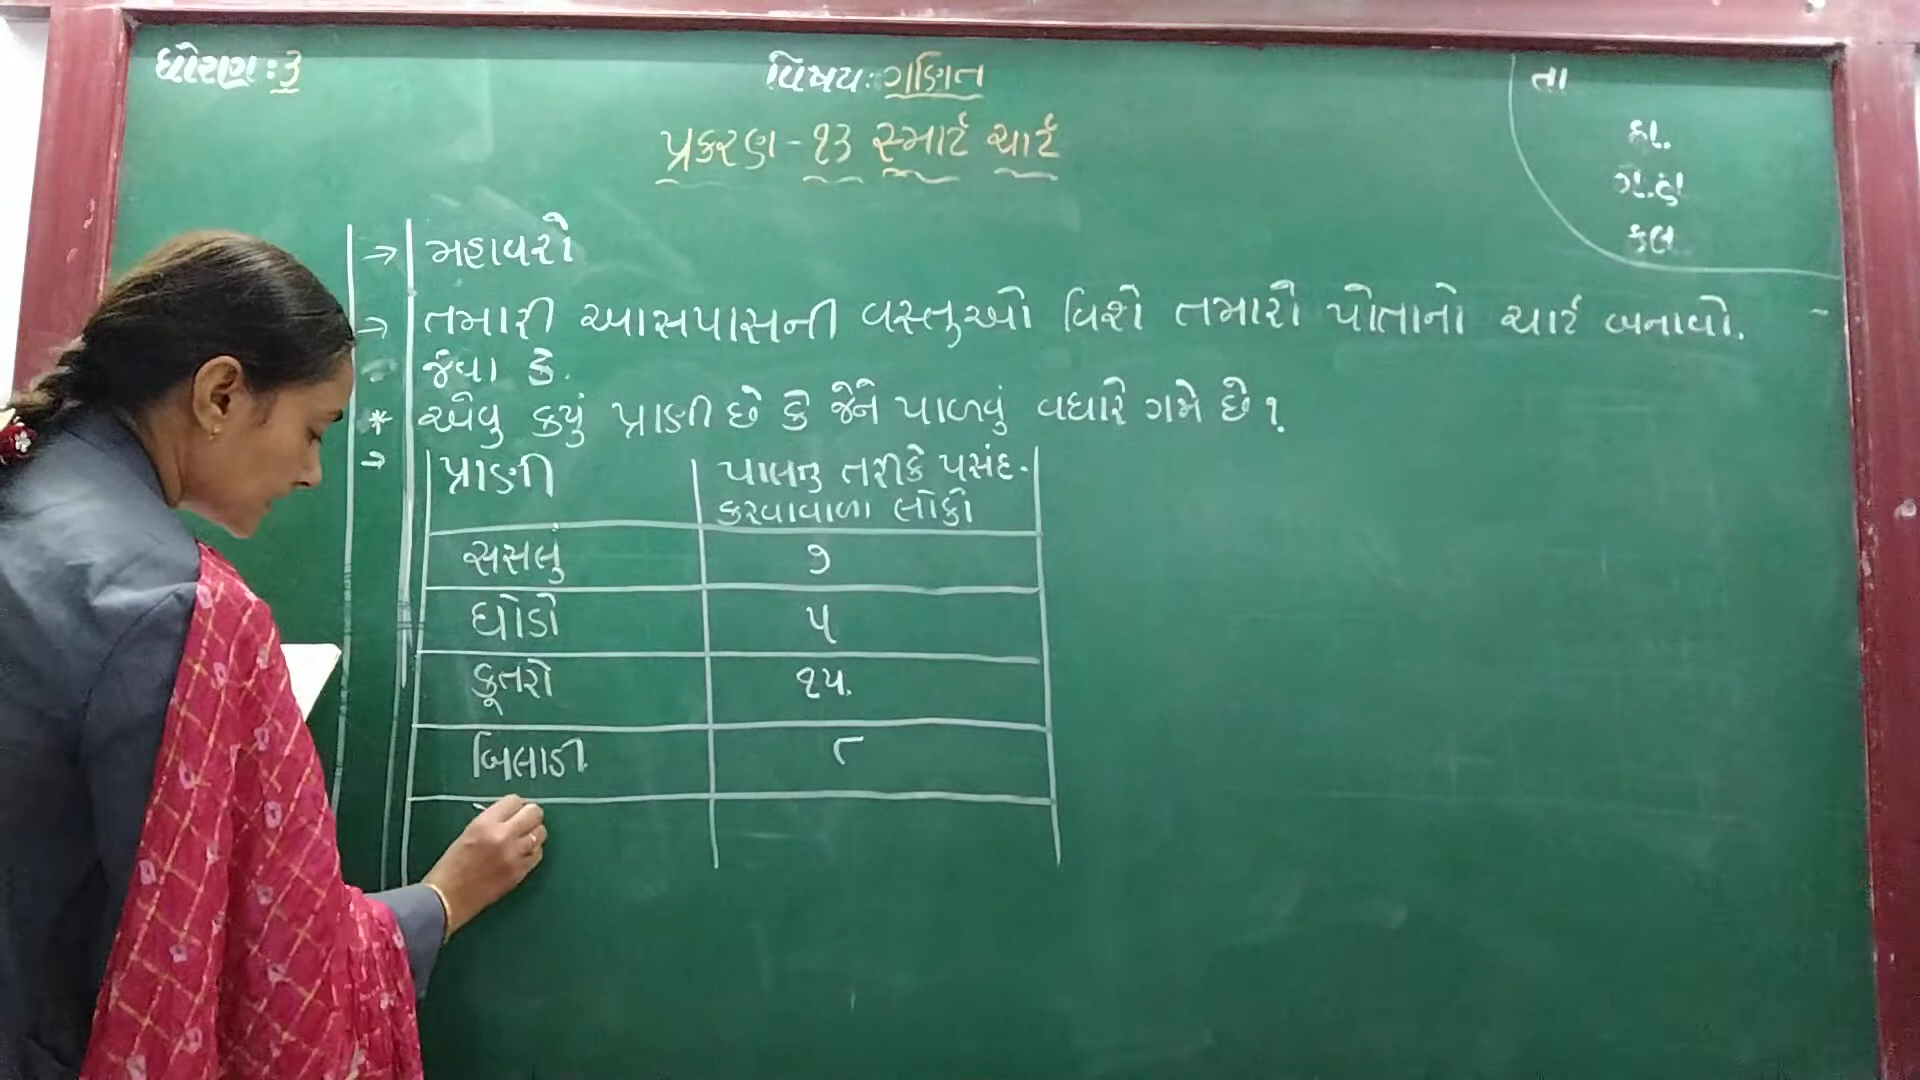 ધોરણ : ૩
વિષય : ગણિત
પ્રકરણ - ૧૩ સ્માર્ટ ચાર્ટ
તા
કા.
ગૃ.હા
કલ
→ મહાવરો
→ તમારી આસપાસની વસ્તુઓ વિશે તમારો પોતાનો ચાર્ટ બનાવો.
જેવા કે.
* એવુ કયું પ્રાણી છે કે જેને પાળવું વધારે ગમે છે ?
→ પ્રાણી પાલતુ તરીકે પસંદ-
કરવાવાળા લોકો
સસલું ૭
ઘોડો ૫
કૂતરો ૧૫.
બિલાડી ૮